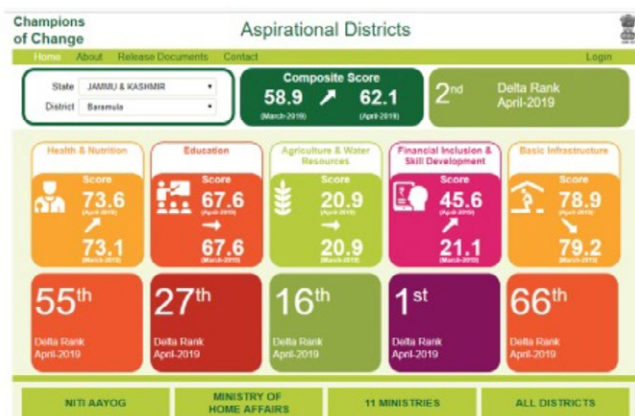 Champions
of Change
Aspirational Districts
Home About Release Documents Contact Login
State JAMMU & KASHMIR
District Baramula
Composite Score
58.9 62.1
(March-2019) (April-2019)
2nd
Delta Rank
April-2019
Health & Nutrition
Score
73.6
(April-2019)
73.1
(March-2019)
Education
Score
67.6
(April-2019)
67.6
(March-2019)
Agriculture & Water
Resources
Score
20.9
(April-2019)
20.9
(March-2019)
Financial Inclusion &
Skill Development
Score
45.6
(April-2019)
21.1
(March-2019)
Basic Infrastructure
Score
78.9
(April-2019)
79.2
(March-2019)
55th
Delta Rank
April-2019
27th
Delta Rank
April-2019
16th
Delta Rank
April-2019
1st
Delta Rank
April-2019
66th
Delta Rank
April-2019
NITI AAYOG
MINISTRY OF
HOME AFFAIRS
11 MINISTRIES
ALL DISTRICTS